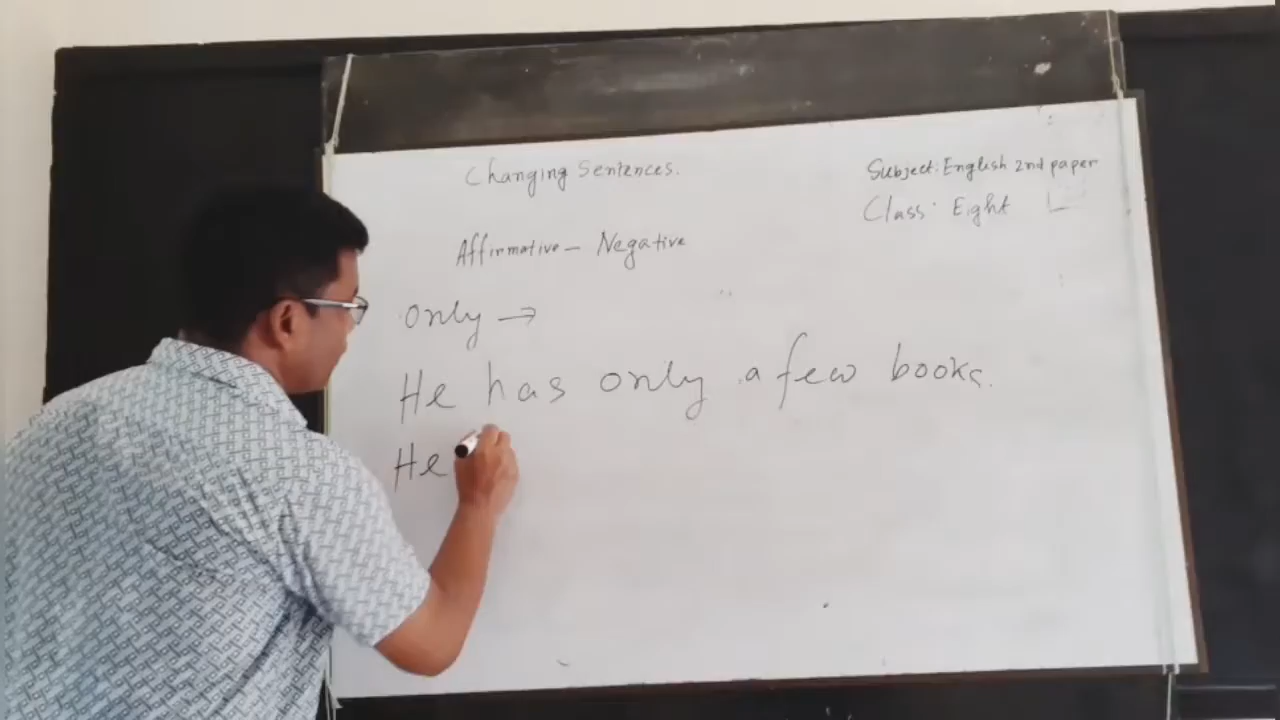 Changing Sentences.
Subject: English 2nd paper
Class: Eight
Affirmative - Negative
only →
He has only a few books.
He